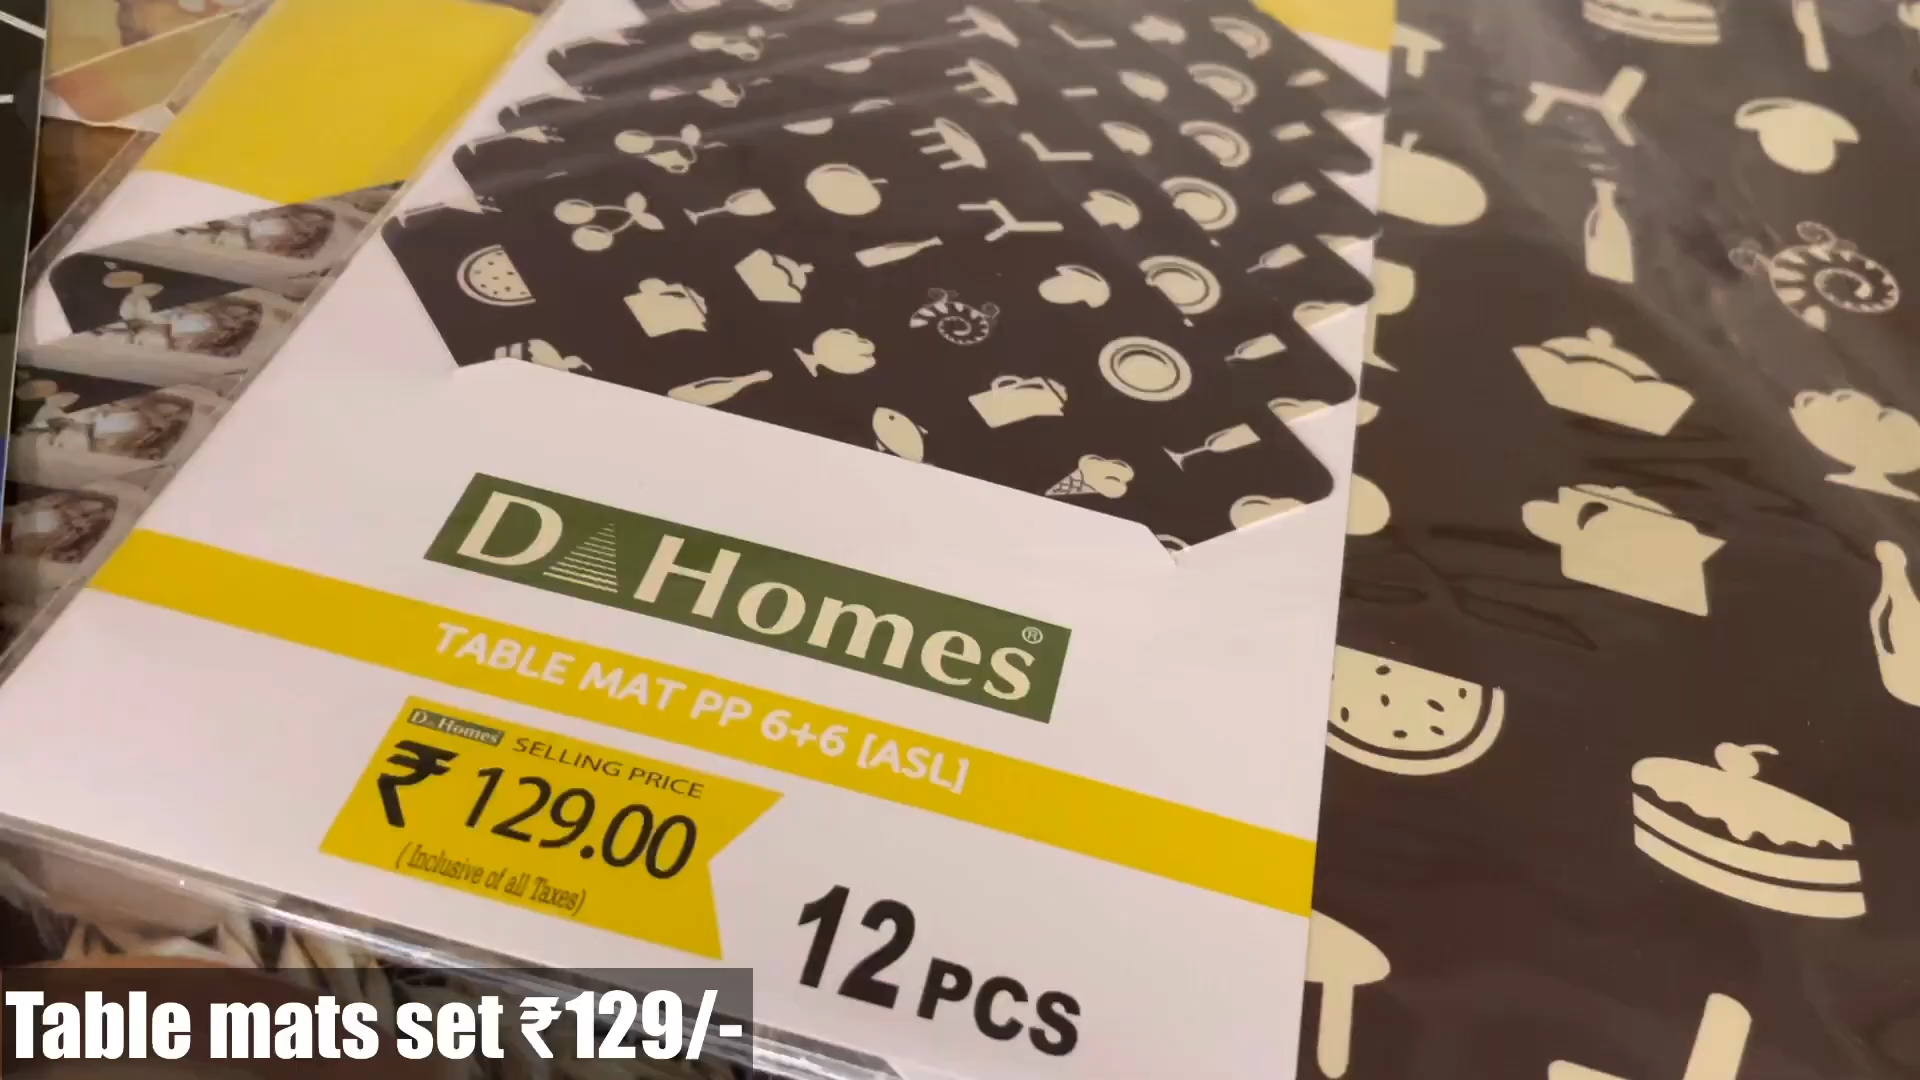 D Homes®
TABLE MAT PP 6+6 [ASL]
D Homes SELLING PRICE
₹ 129.00
( Inclusive of all Taxes)
12 PCS
Table mats set ₹129/-